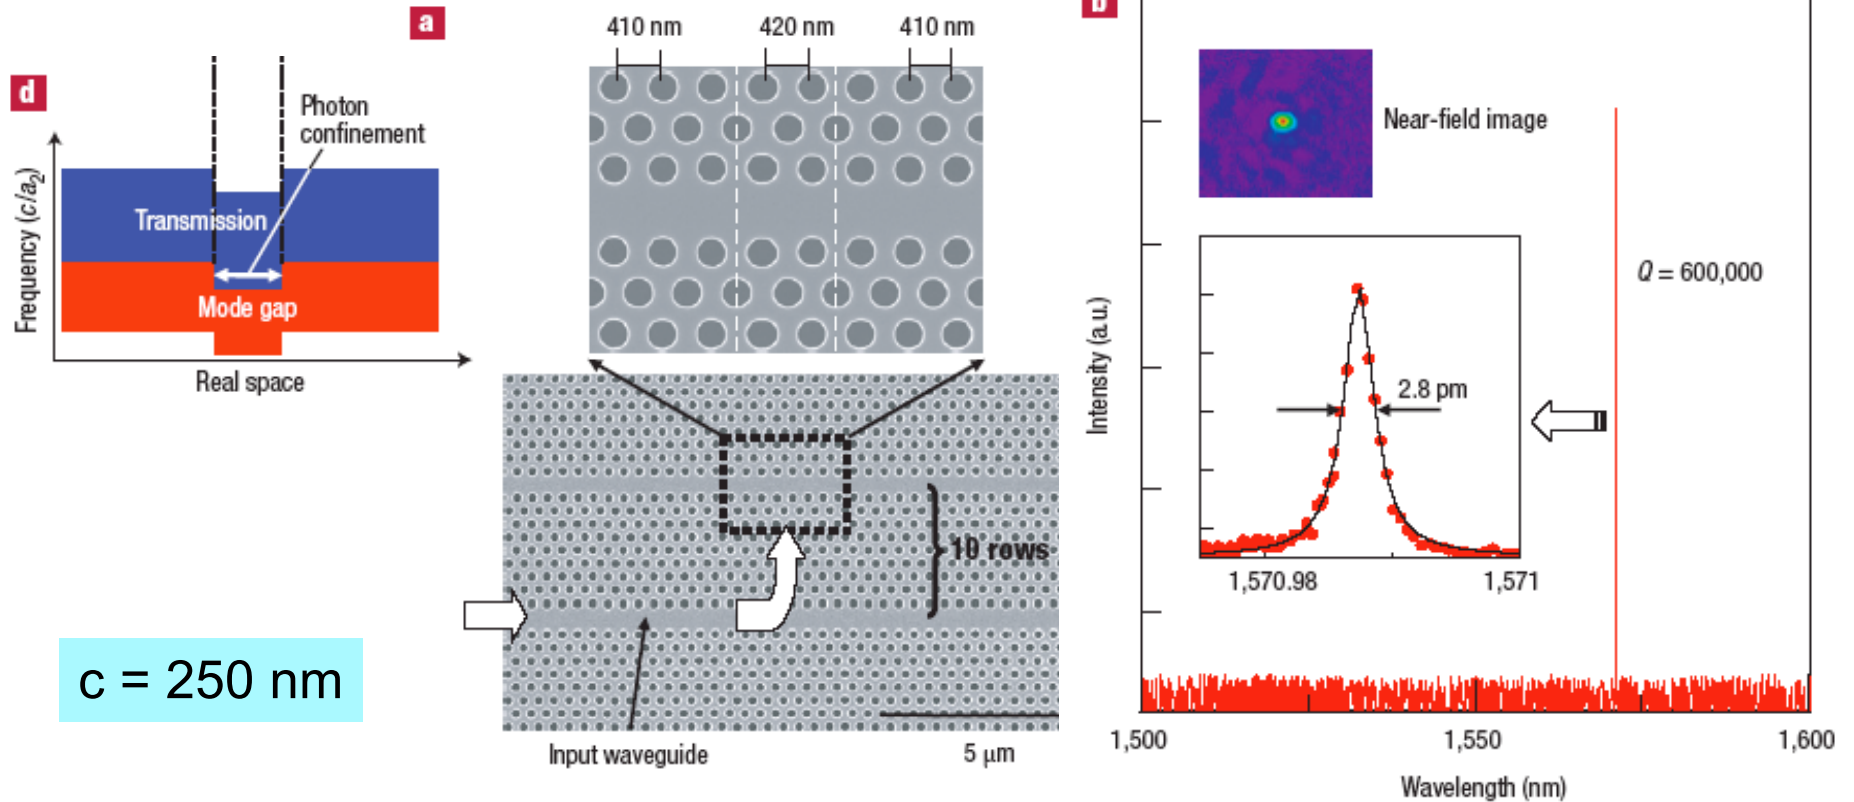 a
410 nm
420 nm
410 nm
d
Photon
confinement
Frequency (c/a2)
Transmission
Mode gap
Real space
c = 250 nm
10 rows
Input waveguide
5 μm
b
Near-field image
Q = 600,000
2.8 pm
Intensity (a.u.)
1,570.98
1,571
1,500
1,550
1,600
Wavelength (nm)